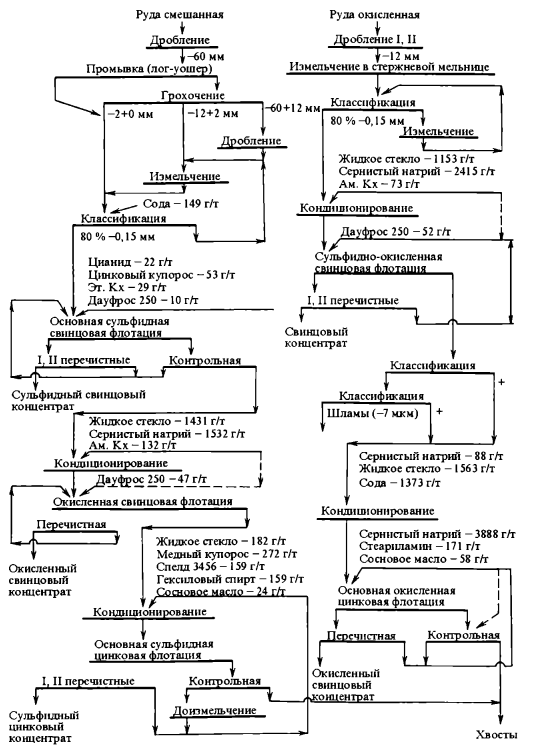 Руда смешанная
Дробление
−60 мм
Промывка (лог-уошер)
Грохочение
−2+0 мм
−12+2 мм
−60+12 мм
Дробление
Измельчение
Сода − 149 г/т
Классификация
80 % −0,15 мм
Цианид − 22 г/т
Цинковый купорос − 53 г/т
Эт. Кх − 29 г/т
Дауфрос 250 − 10 г/т
Основная сульфидная
свинцовая флотация
I, II перечистные
Контрольная
Сульфидный свинцовый
концентрат
Жидкое стекло − 1431 г/т
Сернистый натрий − 1532 г/т
Ам. Кх − 132 г/т
Кондиционирование
Дауфрос 250 − 47 г/т
Окисленная свинцовая флотация
Перечистная
Окисленный
свинцовый
концентрат
Жидкое стекло − 182 г/т
Медный купорос − 272 г/т
Спелд 3456 − 159 г/т
Гексиловый спирт − 159 г/т
Сосновое масло − 24 г/т
Кондиционирование
Основная сульфидная
цинковая флотация
I, II перечистные
Контрольная
Доизмельчение
Сульфидный
цинковый
концентрат
Руда окисленная
Дробление I, II
−12 мм
Измельчение в стержневой мельнице
Классификация
80 % −0,15 мм
Измельчение
Жидкое стекло − 1153 г/т
Сернистый натрий − 2415 г/т
Ам. Кх − 73 г/т
Кондиционирование
Дауфрос 250 − 52 г/т
Сульфидно-окисленная
свинцовая флотация
I, II перечистные
Свинцовый
концентрат
Классификация
+
Классификация
Шламы (−7 мкм)
+
Сернистый натрий − 88 г/т
Жидкое стекло − 1563 г/т
Сода − 1373 г/т
Кондиционирование
Сернистый натрий − 3888 г/т
Стеариламин − 171 г/т
Сосновое масло − 58 г/т
Основная окисленная
цинковая флотация
Перечистная
Контрольная
Окисленный
свинцовый
концентрат
Хвосты